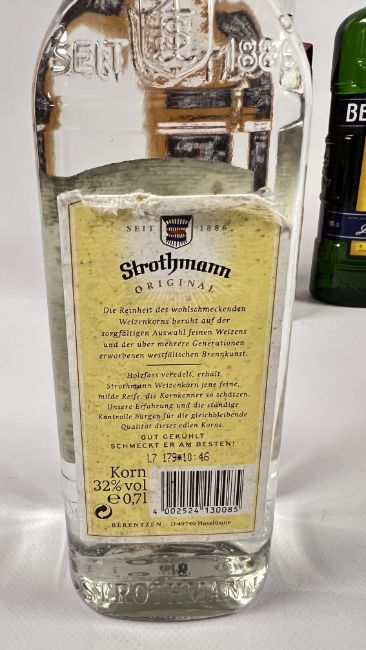 SEIT 1886
BE
SEIT 1886
Strothmann
ORIGINAL
Die Reinheit des wohlschmeckenden
Weizenkorns beruht auf der
sorgfältigen Auswahl feinen Weizens
und der über mehrere Generationen
erworbenen westfälischen Brennkunst.
Holzfass veredelt, erhält
Strothmann Weizenkorn jene feine,
milde Reife, die Kornkenner so schätzen.
Unsere Erfahrung und die ständige
Kontrolle bürgen für die gleichbleibende
Qualität dieses edlen Korns.
GUT GEKÜHLT
SCHMECKT ER AM BESTEN!
L7 179*10:46
Korn
32% vol
e 0,7l
4 002524 130085
BERENTZEN D-49740 Haselünne
STROTHMANN